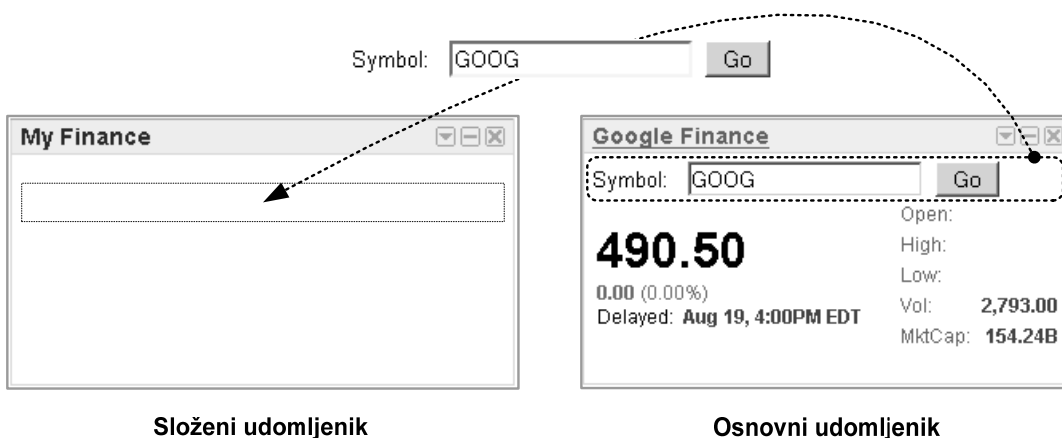 Symbol: GOOG Go
My Finance
Google Finance
Symbol: GOOG Go
490.50
0.00 (0.00%)
Delayed: Aug 19, 4:00PM EDT
Open:
High:
Low:
Vol: 2,793.00
MktCap: 154.24B
Složeni udomljenik
Osnovni udomljenik